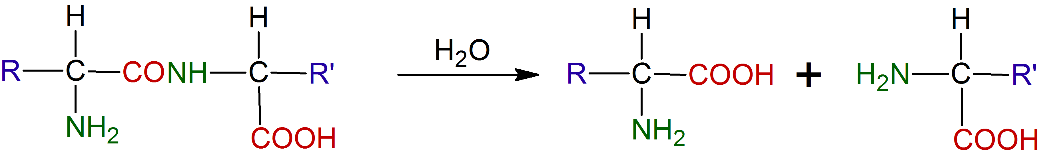 H H H H
R C CONH C R' H₂O R C COOH + H₂N C R'
NH₂ COOH NH₂ COOH